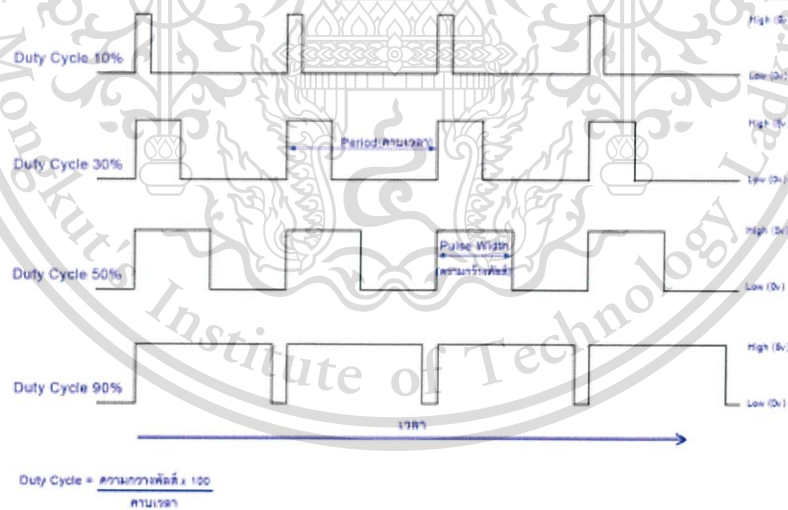 High (5v)
Duty Cycle 10%
Low (0v)
High (5v)
Period(คาบเวลา)
Duty Cycle 30%
Low (0v)
High (5v)
Pulse Width
(ความกว้างพัลส์)
Duty Cycle 50%
Low (0v)
High (5v)
Duty Cycle 90%
Low (0v)
เวลา
Duty Cycle = ความกว้างพัลส์ x 100
คาบเวลา
mongkut's Institute of Technology Ladkr